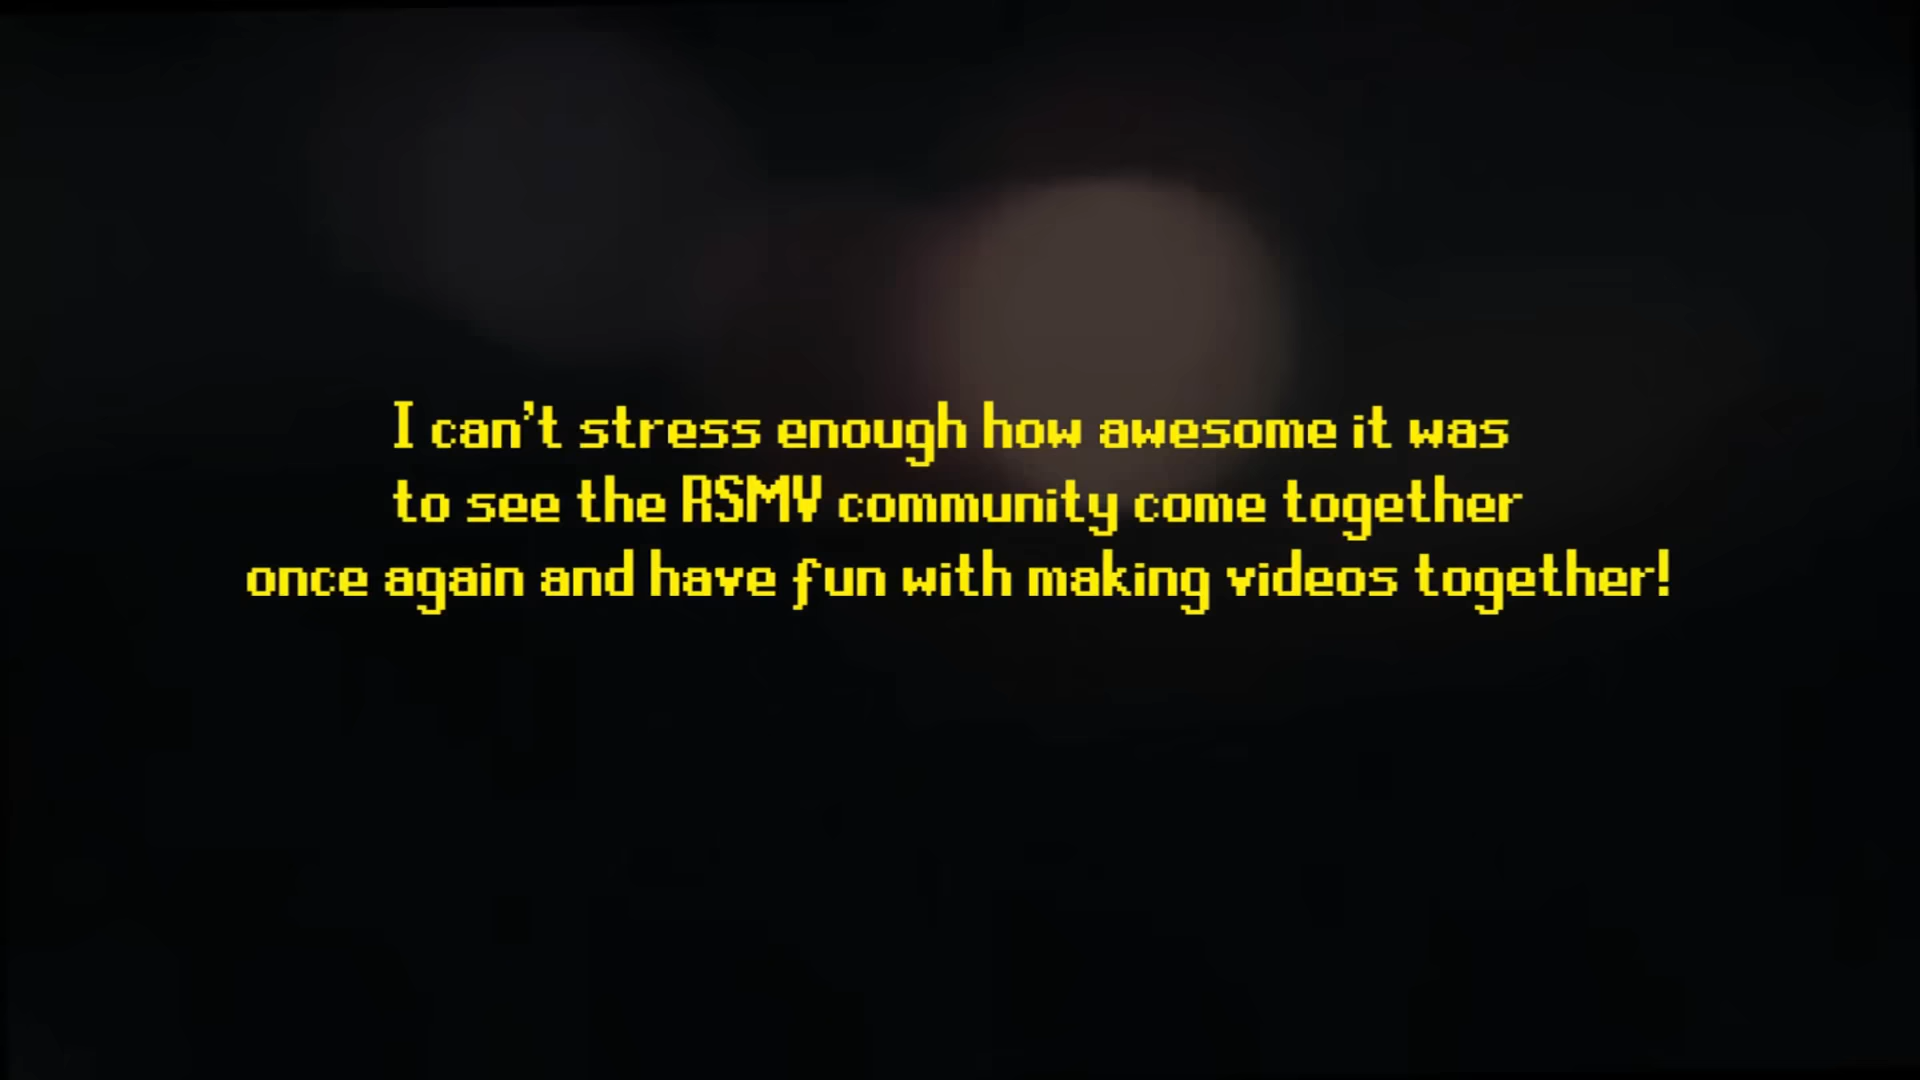 I can't stress enough how awesome it was
to see the RSMV community come together
once again and have fun with making videos together!